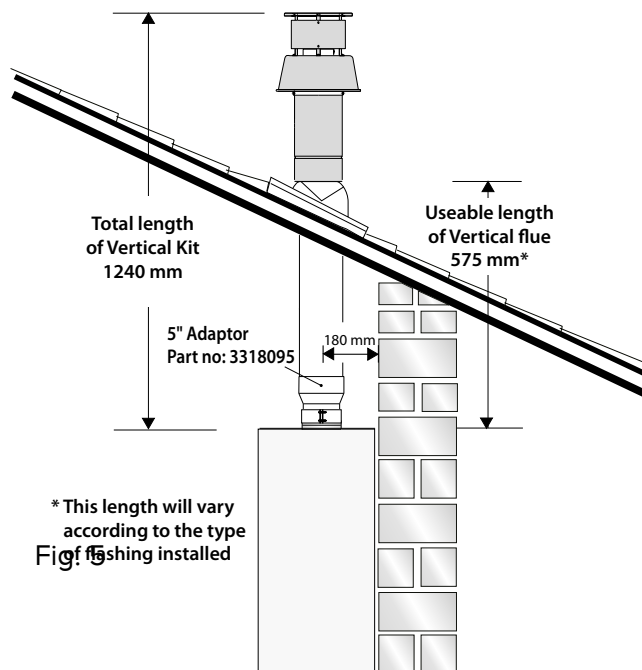 Total length
of Vertical Kit
1240 mm
Useable length
of Vertical flue
575 mm*
5" Adaptor
Part no: 3318095
180 mm
* This length will vary
according to the type
of flashing installed
Fig. 5